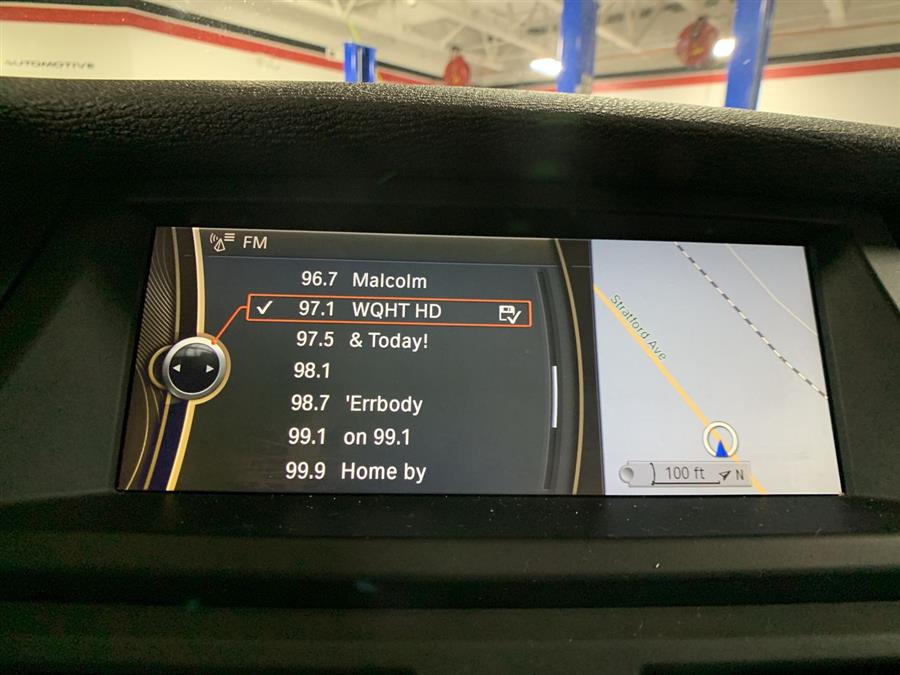 AUTOMOTIVE
FM
96.7 Malcolm
97.1 WQHT HD
97.5 & Today!
98.1
98.7 'Errbody
99.1 on 99.1
99.9 Home by
Stratford Ave
100 ft N